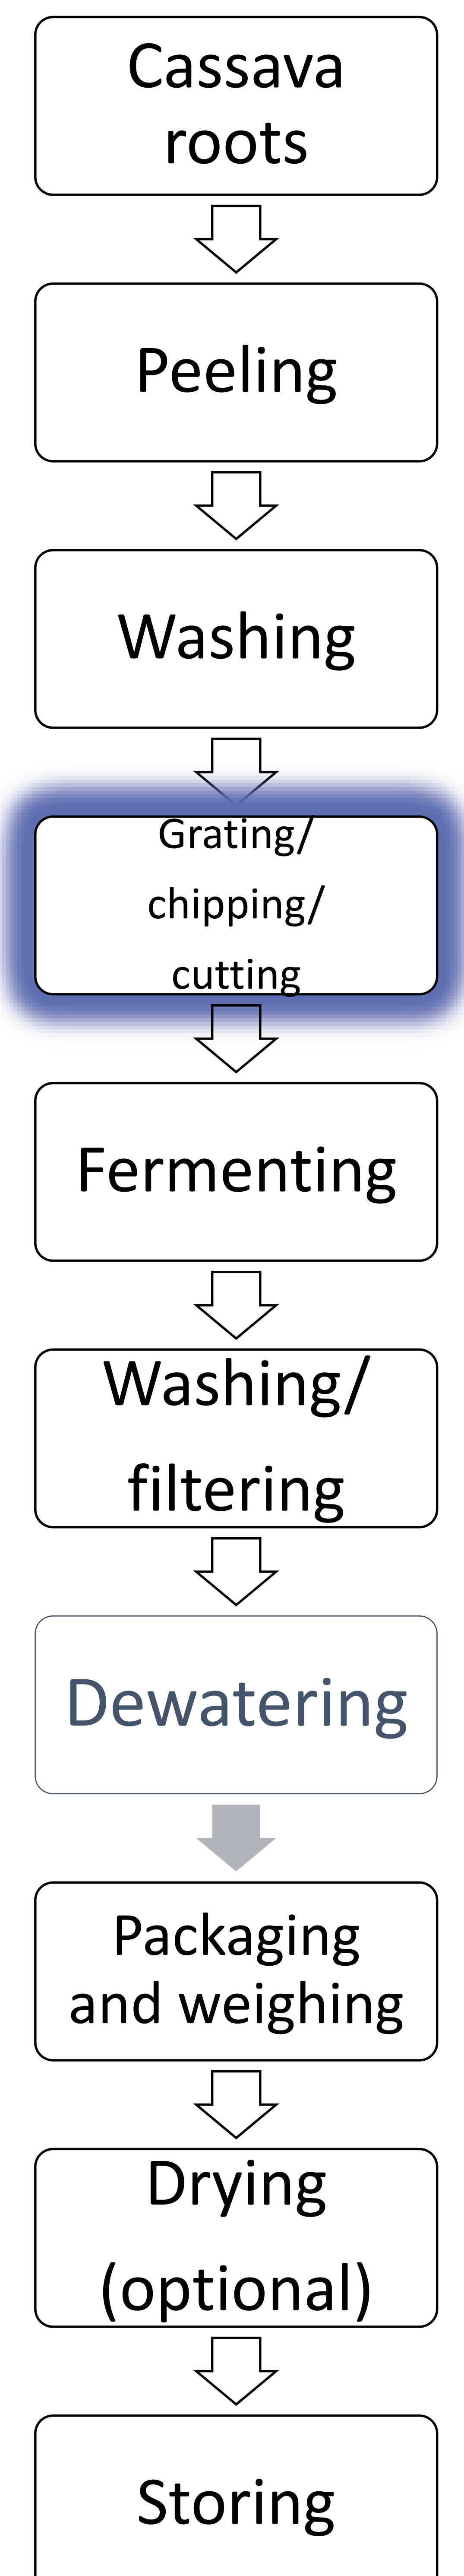 Cassava
roots
Peeling
Washing
Grating/
chipping/
cutting
Fermenting
Washing/
filtering
Dewatering
Packaging
and weighing
Drying
(optional)
Storing